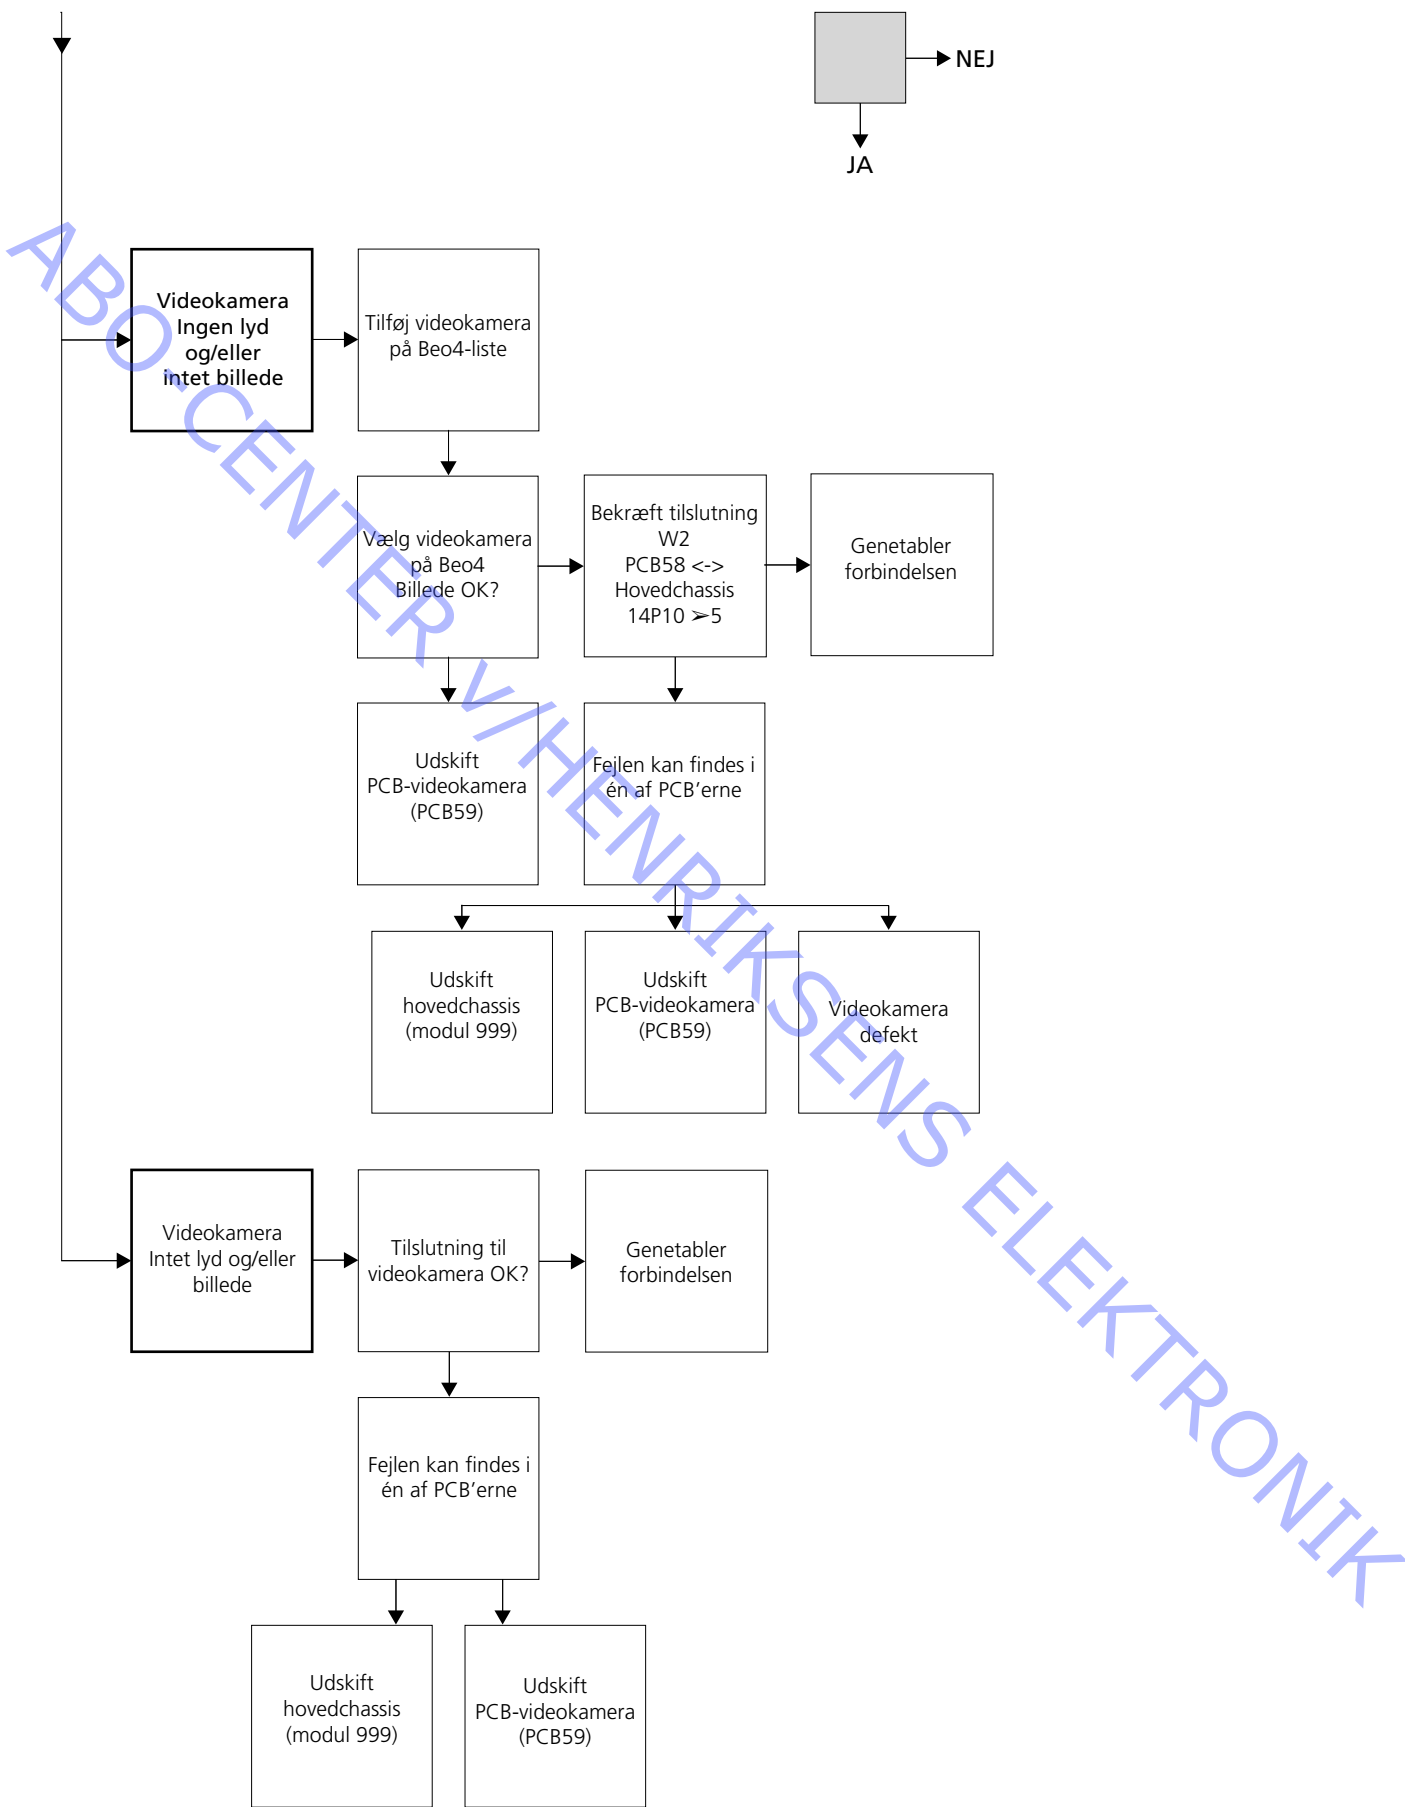 NEJ
JA
Videokamera
Ingen lyd
og/eller
intet billede
Tilføj videokamera
på Beo4-liste
Vælg videokamera
på Beo4
Billede OK?
Bekræft tilslutning
W2
PCB58 <->
Hovedchassis
14P10 ➢5
Genetabler
forbindelsen
Udskift
PCB-videokamera
(PCB59)
Fejlen kan findes i
én af PCB’erne
Udskift
hovedchassis
(modul 999)
Udskift
PCB-videokamera
(PCB59)
Videokamera
defekt
Videokamera
Intet lyd og/eller
billede
Tilslutning til
videokamera OK?
Genetabler
forbindelsen
Fejlen kan findes i
én af PCB’erne
Udskift
hovedchassis
(modul 999)
Udskift
PCB-videokamera
(PCB59)
ABO-CENTER v/HENRIKSENS ELEKTRONIK